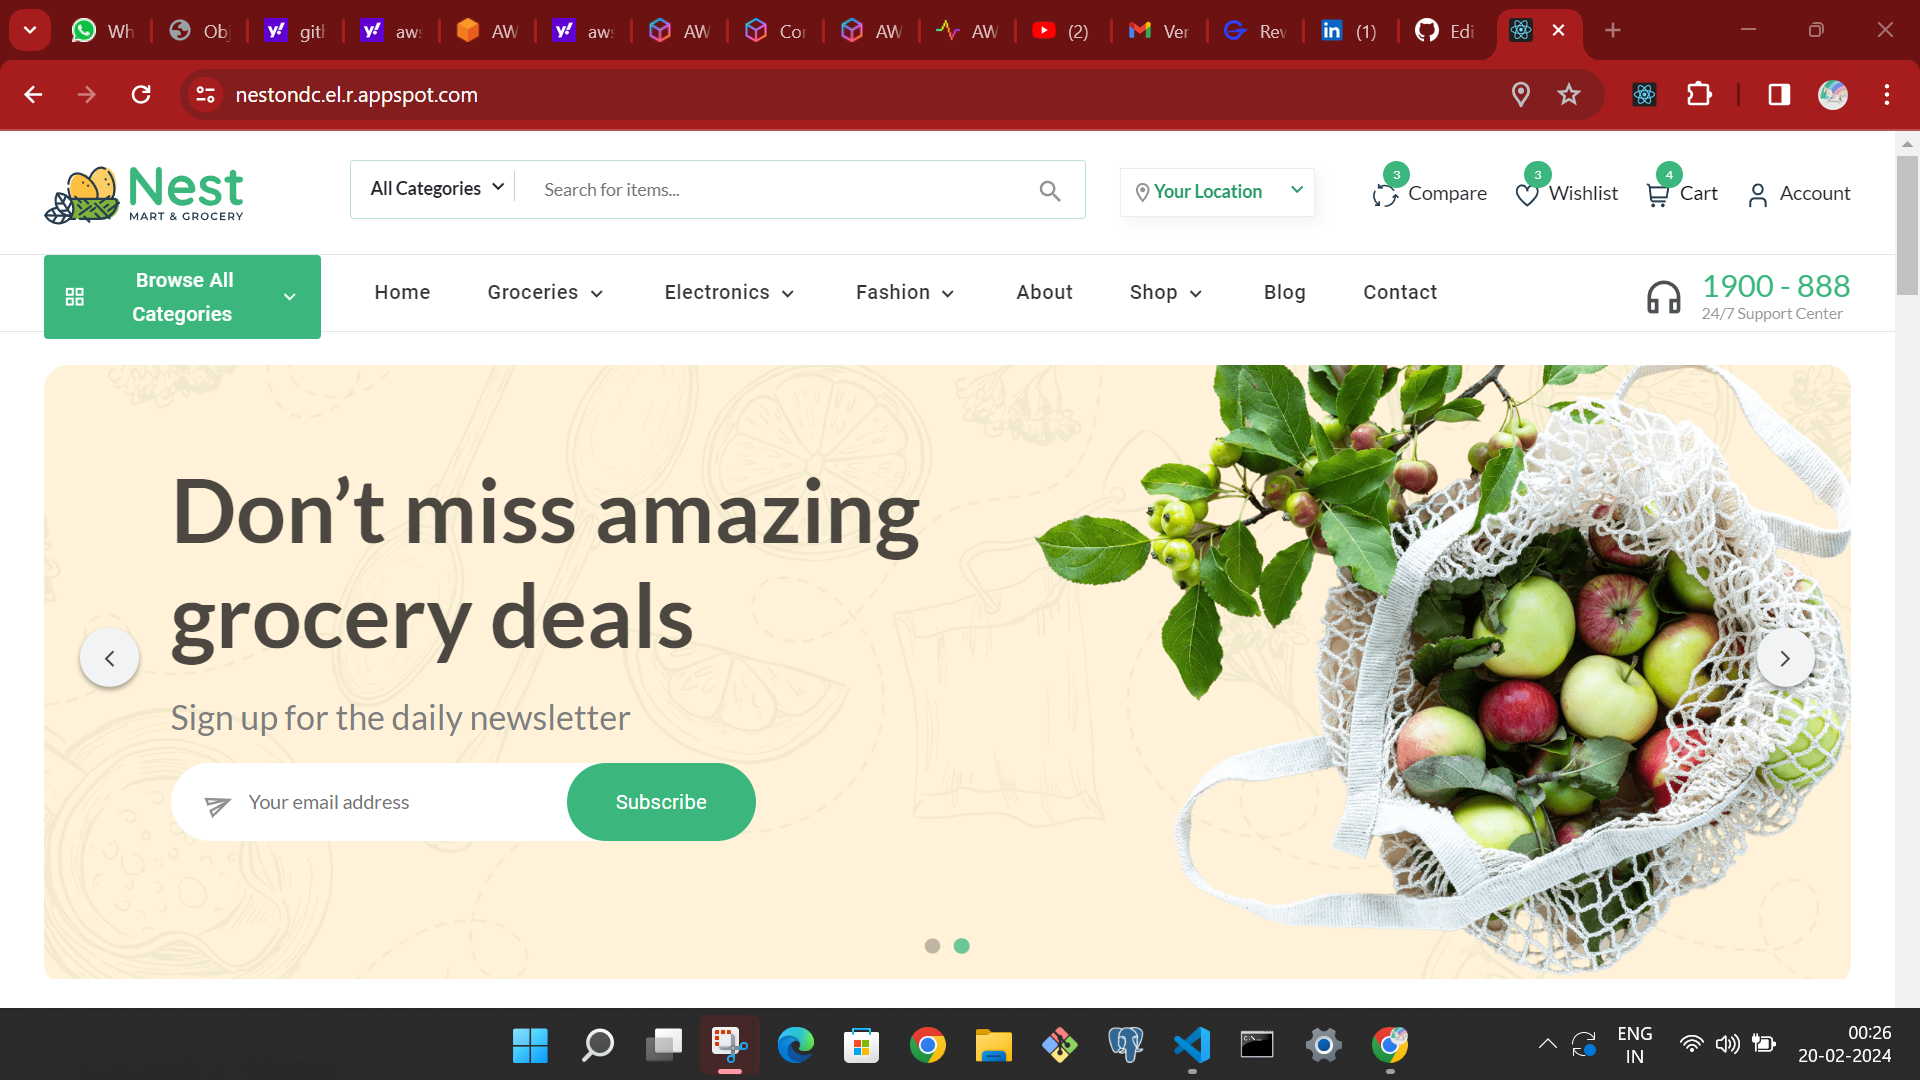 Wh
Obj
gith
aws
AW
aws
AW
Cor
AW
AW
(2)
Ver
Rev
(1)
Edi
nestondc.el.r.appspot.com
Nest
MART & GROCERY
All Categories
Search for items...
Your Location
3
Compare
3
Wishlist
4
Cart
Account
Browse All
Categories
Home
Groceries
Electronics
Fashion
About
Shop
Blog
Contact
1900 - 888
24/7 Support Center
Don’t miss amazing
grocery deals
Sign up for the daily newsletter
Your email address
Subscribe
ENG
IN
00:26
20-02-2024